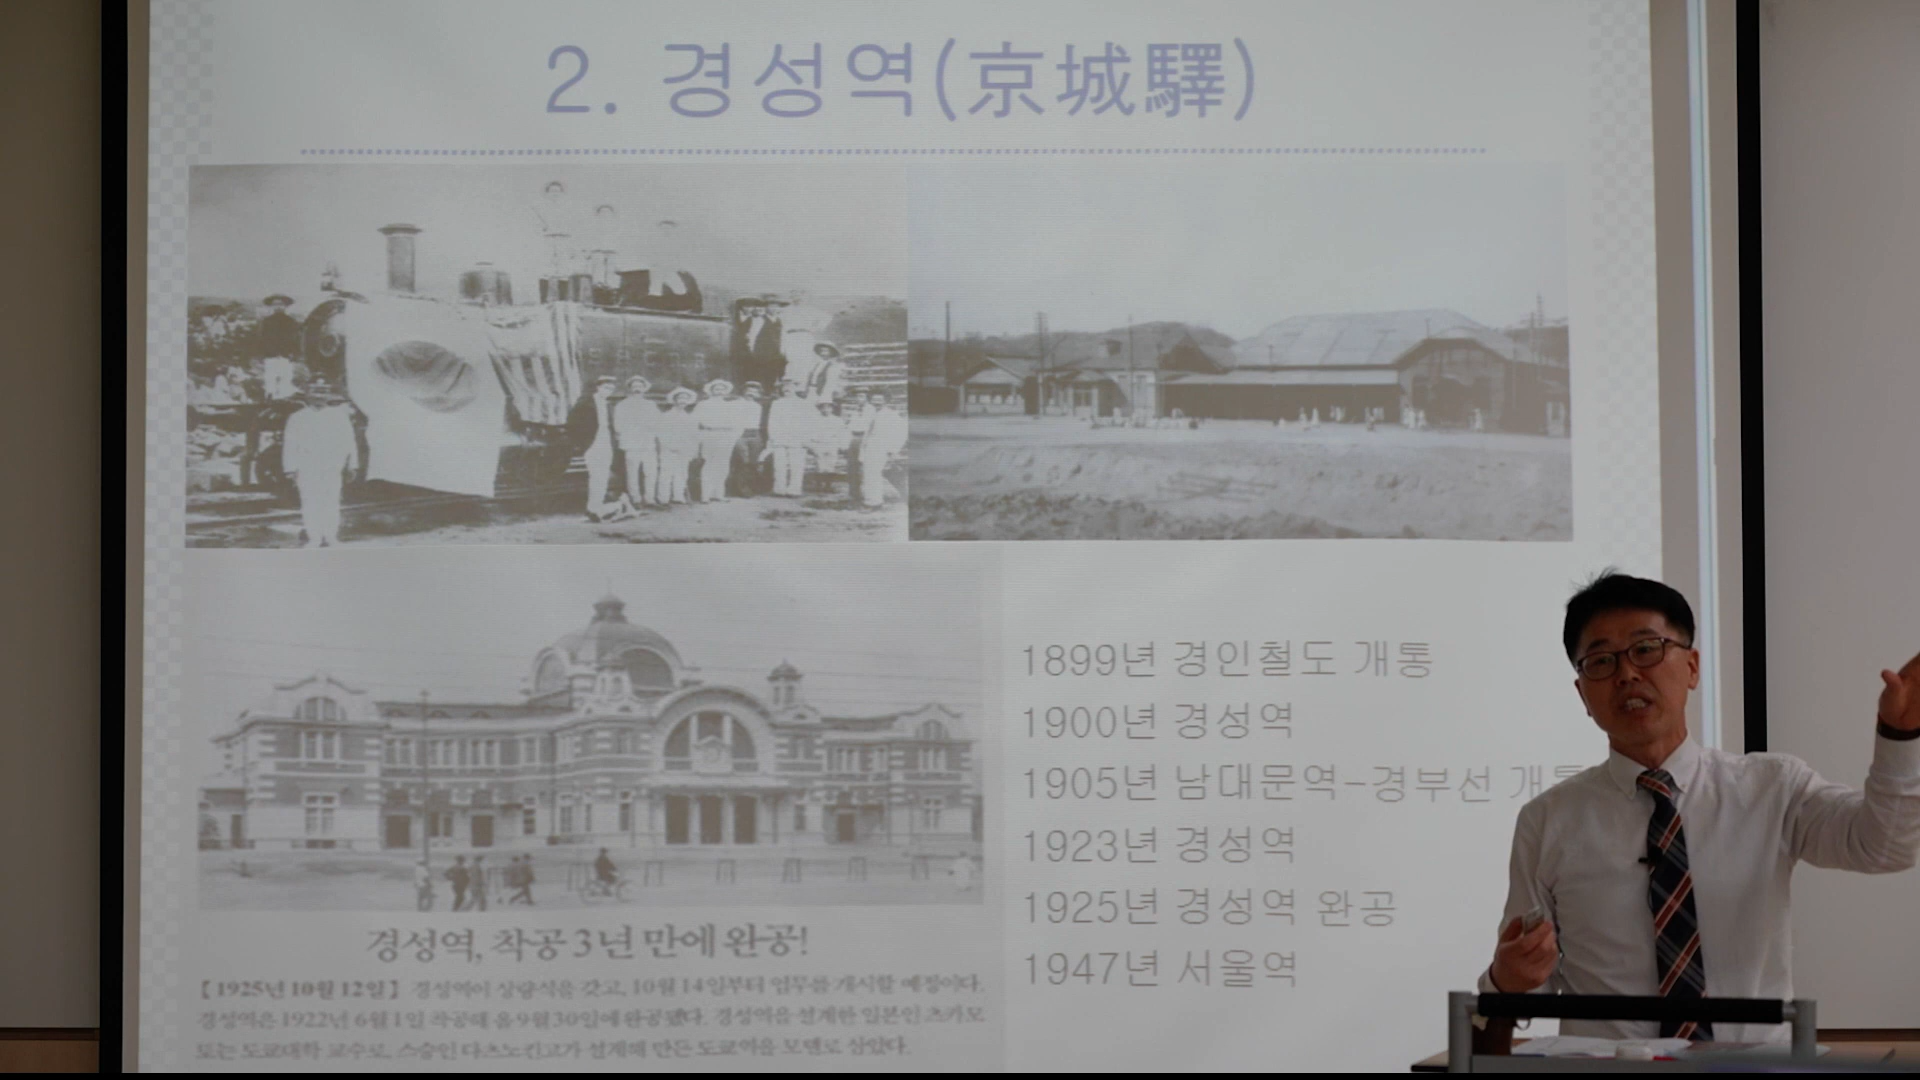 2. 경성역(京城驛)
1899년 경인철도 개통
1900년 경성역
1905년 남대문역-경부선 개통
1923년 경성역
1925년 경성역 완공
1947년 서울역
경성역, 착공 3년 만에 완공!
【1925년 10월 12일】 경성역이 상량식을 갖고, 10월 14일부터 업무를 개시할 예정이다.
경성역은 1922년 6월 1일 착공해 올 9월 30일에 완공됐다. 경성역을 설계한 일본인 츠카모
토는 도쿄대학 교수로, 스승인 다츠노 킨고가 설계해 만든 도쿄역을 모델로 삼았다.